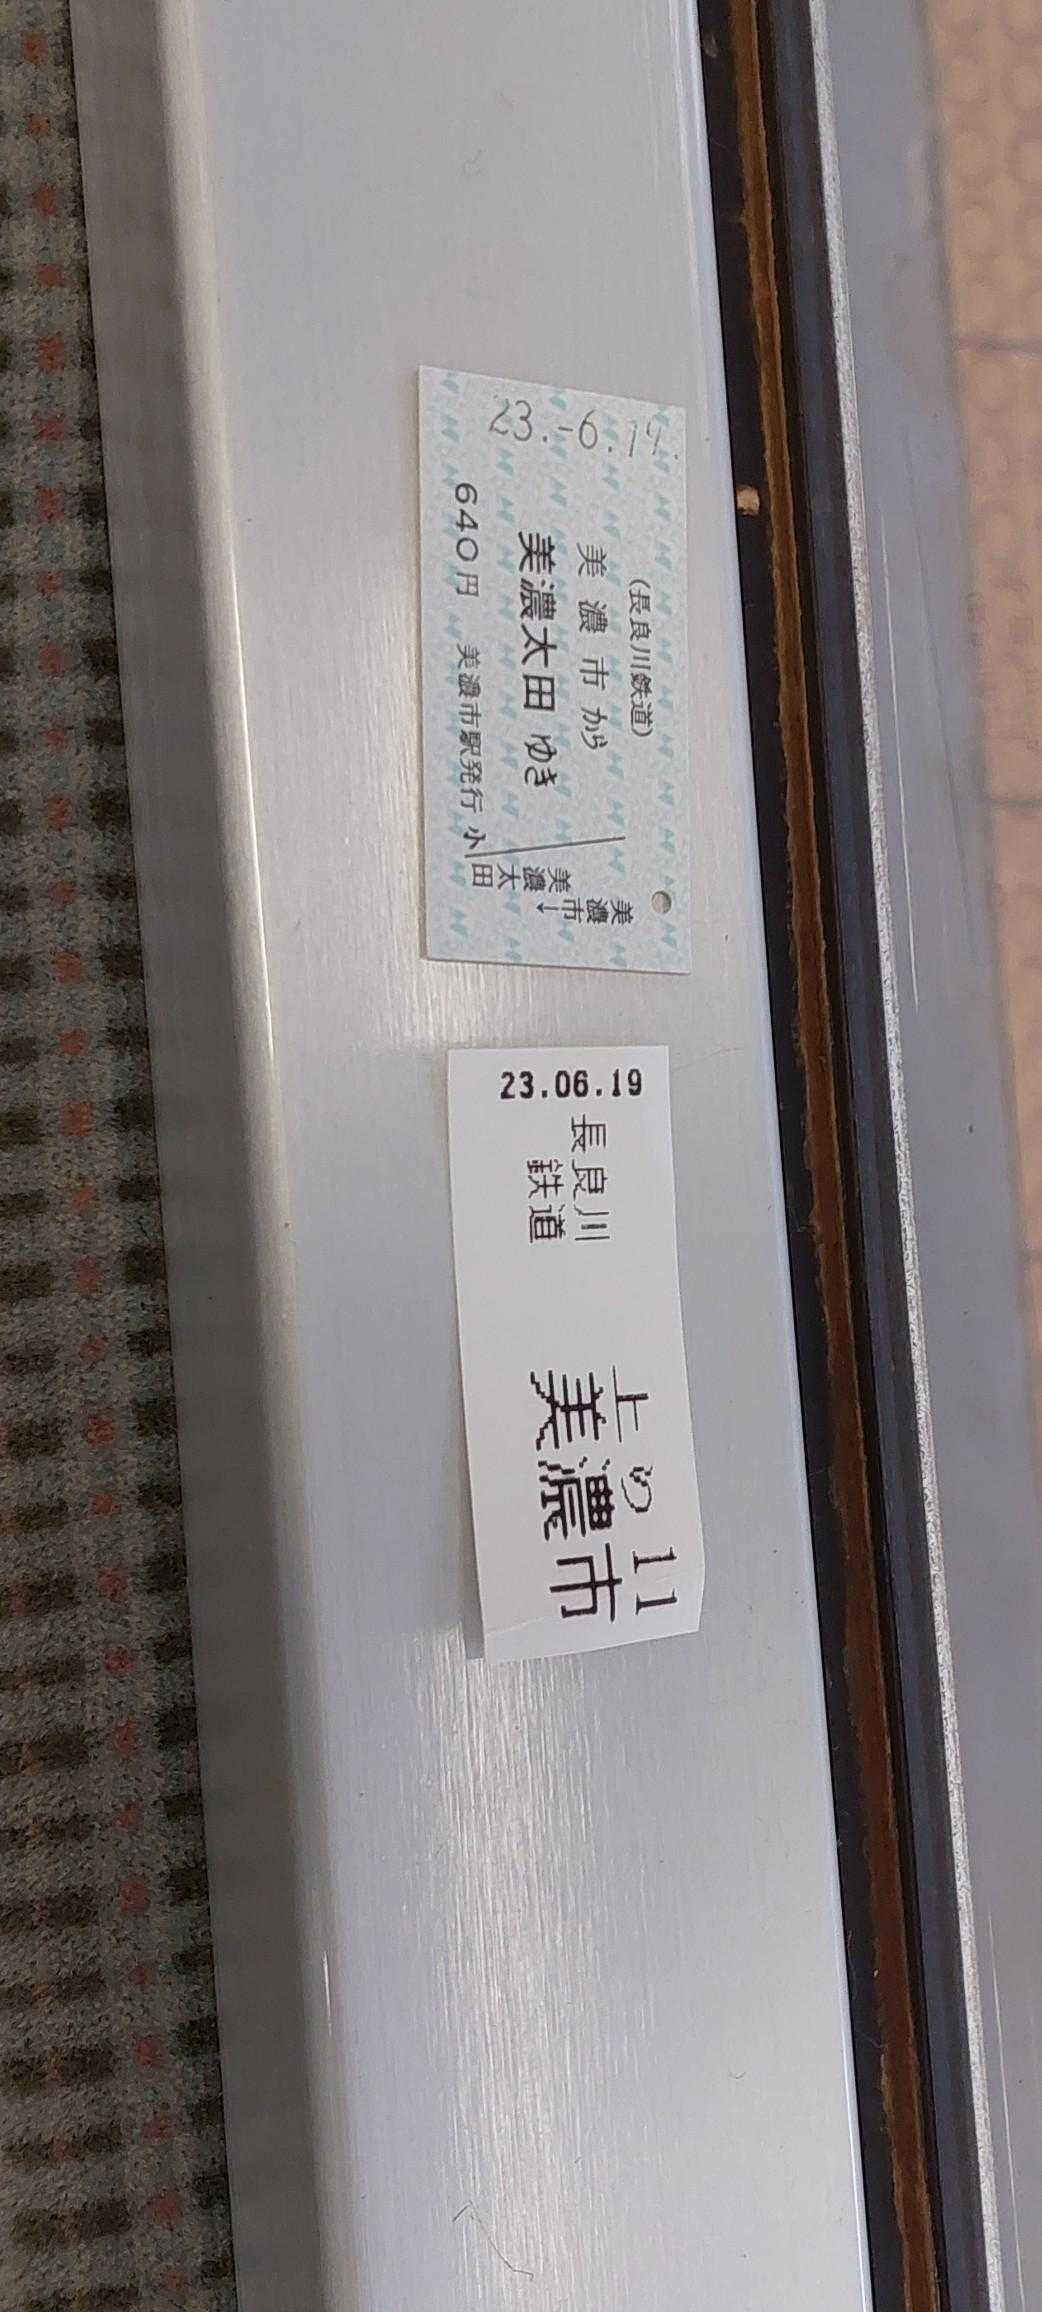 23.-6.19.
(長良川鉄道)
美濃市から
美濃太田ゆき
640円 美濃市駅発行
小
美濃市
↓
美濃太田
23.06.19
長良川
鉄道
上り 11
美濃市